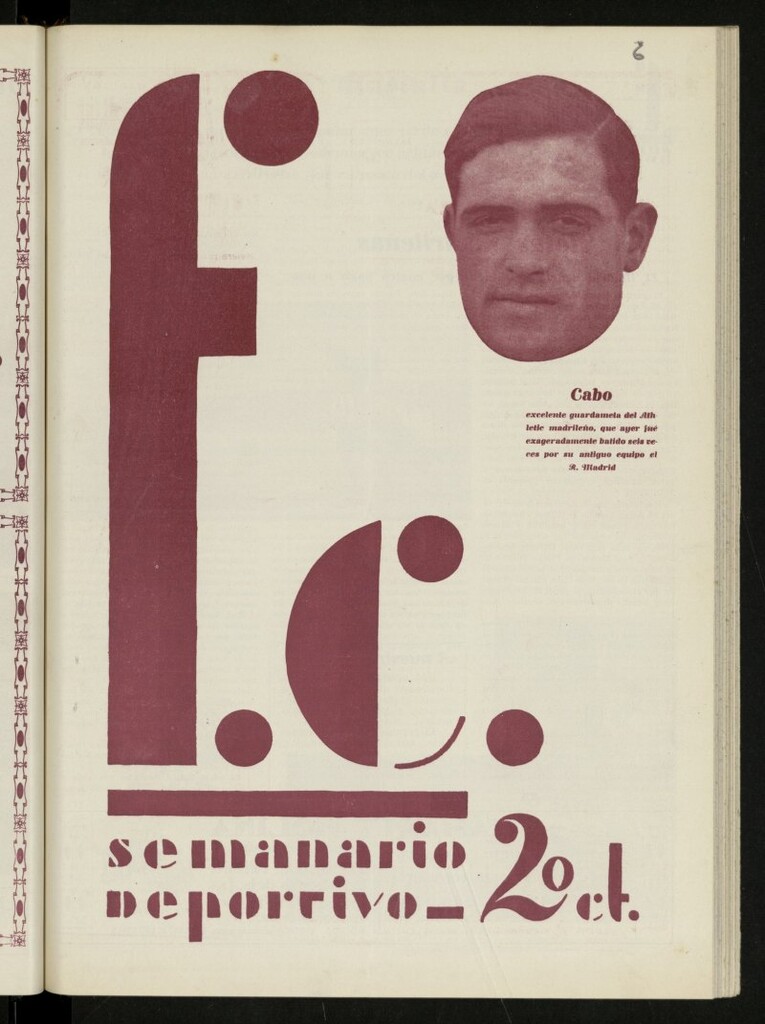 6
f.c.
Cabo
excelente guardameta del Ath-
letic madrileño, que ayer fué
exageradamente batido seis ve-
ces por su antiguo equipo el
R. Madrid
semanario
deportivo_ 20 ct.